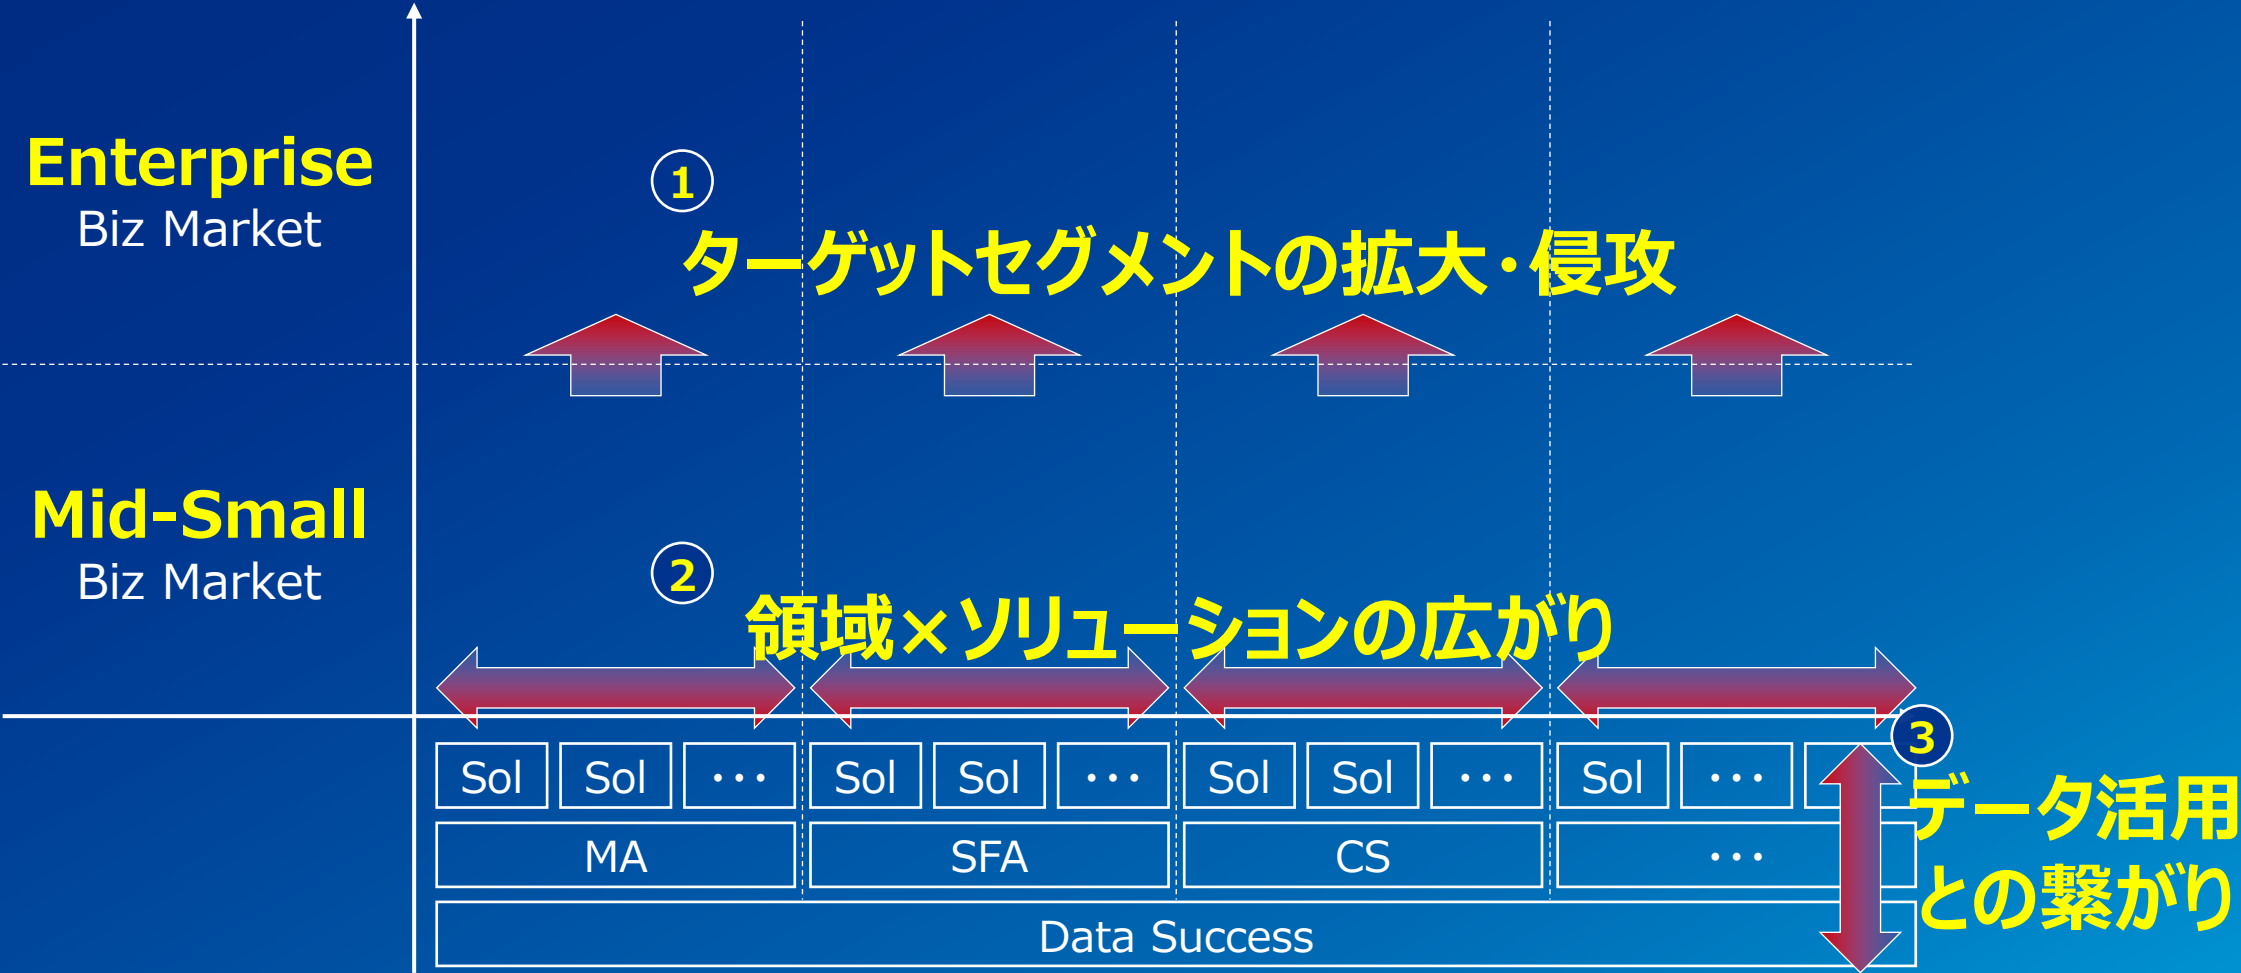 Enterprise
Biz Market
①
ターゲットセグメントの拡大・侵攻
Mid-Small
Biz Market
②
領域×ソリューションの広がり
③
Sol Sol ･･･ Sol Sol ･･･ Sol Sol ･･･ Sol ･･･
データ活用
MA SFA CS ･･･
との繋がり
Data Success